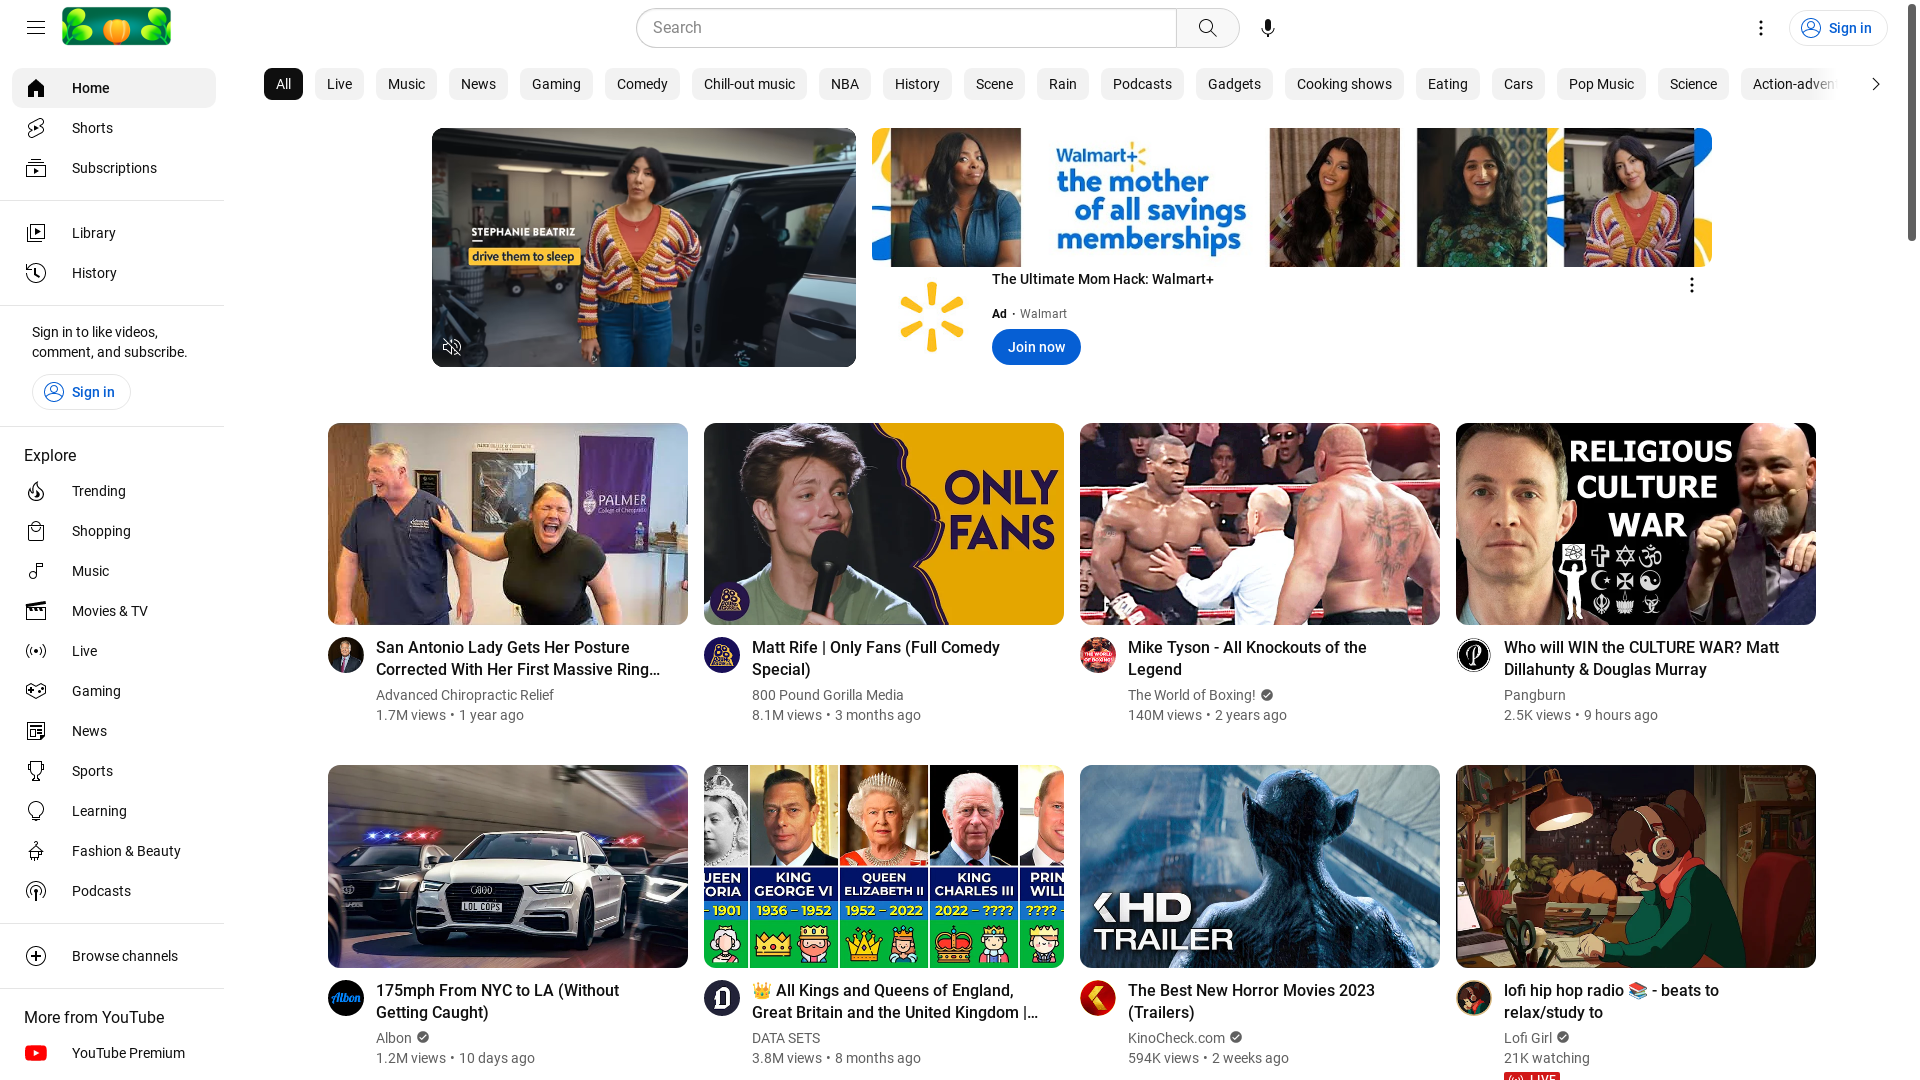 Search
Sign in
Home
Shorts
Subscriptions
Library
History
Sign in to like videos,
comment, and subscribe.
Sign in
Explore
Trending
Shopping
Music
Movies & TV
Live
Gaming
News
Sports
Learning
Fashion & Beauty
Podcasts
Browse channels
More from YouTube
YouTube Premium
All
Live
Music
News
Gaming
Comedy
Chill-out music
NBA
History
Scene
Rain
Podcasts
Gadgets
Cooking shows
Eating
Cars
Pop Music
Science
Action-adven
STEPHANIE BEATRIZ
drive them to sleep
Walmart+
the mother
of all savings
memberships
The Ultimate Mom Hack: Walmart+
Ad · Walmart
Join now
PALMER
College of Chiropractic
San Antonio Lady Gets Her Posture
Corrected With Her First Massive Ring...
Advanced Chiropractic Relief
1.7M views • 1 year ago
ONLY
FANS
Matt Rife | Only Fans (Full Comedy
Special)
800 Pound Gorilla Media
8.1M views • 3 months ago
THE WORLD
OF BOXING!
Mike Tyson - All Knockouts of the
Legend
The World of Boxing!
140M views • 2 years ago
RELIGIOUS
CULTURE
WAR
Who will WIN the CULTURE WAR? Matt
Dillahunty & Douglas Murray
Pangburn
2.5K views • 9 hours ago
LOL COPS
Albon
175mph From NYC to LA (Without
Getting Caught)
Albon
1.2M views • 10 days ago
UEEN
TORIA
– 1901
KING
GEORGE VI
1936 – 1952
QUEEN
ELIZABETH II
1952 – 2022
KING
CHARLES III
2022 – ????
PRIN
WILL
???? –
👑 All Kings and Queens of England,
Great Britain and the United Kingdom |...
DATA SETS
3.8M views • 8 months ago
KHD
TRAILER
The Best New Horror Movies 2023
(Trailers)
KinoCheck.com
594K views • 2 weeks ago
lofi hip hop radio 📚 - beats to
relax/study to
Lofi Girl
21K watching
LIVE